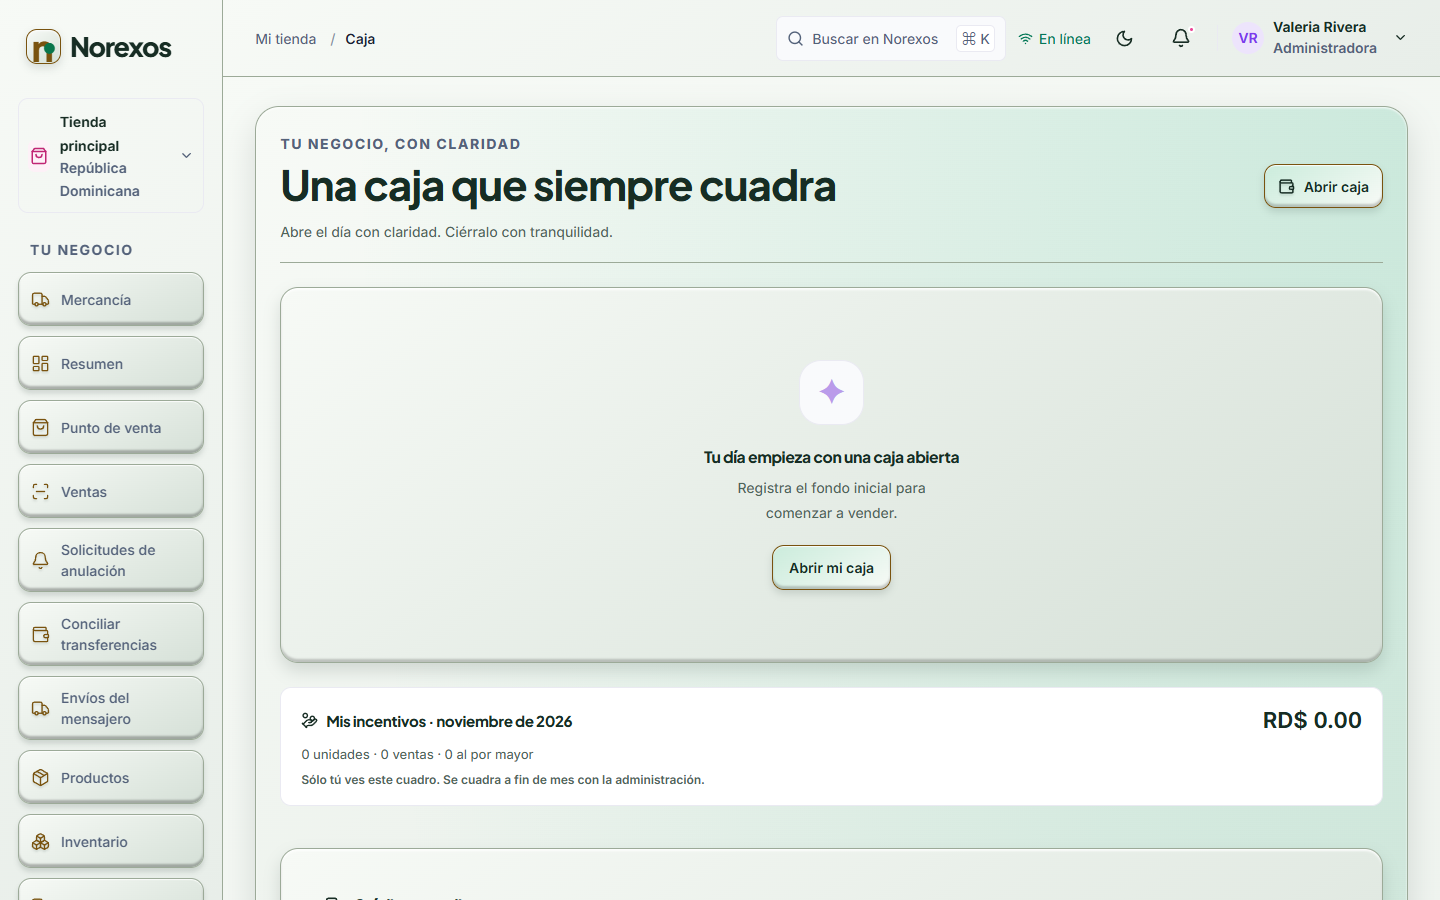 Norexos
Mi tienda / Caja
Buscar en Norexos
⌘ K
En línea
VR
Valeria Rivera
Administradora
Tienda
principal
República
Dominicana
TU NEGOCIO
Mercancía
Resumen
Punto de venta
Ventas
Solicitudes de
anulación
Conciliar
transferencias
Envíos del
mensajero
Productos
Inventario
TU NEGOCIO, CON CLARIDAD
Una caja que siempre cuadra
Abre el día con claridad. Ciérralo con tranquilidad.
Abrir caja
Tu día empieza con una caja abierta
Registra el fondo inicial para
comenzar a vender.
Abrir mi caja
Mis incentivos · noviembre de 2026
RD$ 0.00
0 unidades · 0 ventas · 0 al por mayor
Sólo tú ves este cuadro. Se cuadra a fin de mes con la administración.